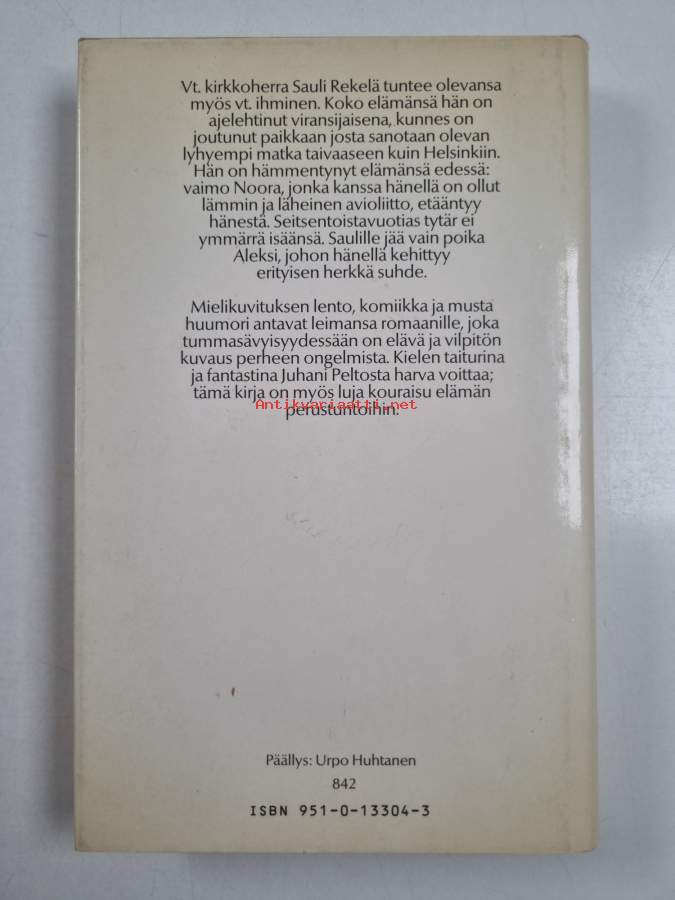 Vt. kirkkoherra Sauli Rekelä tuntee olevansa
myös vt. ihminen. Koko elämänsä hän on
ajelehtinut viransijaisena, kunnes on
joutunut paikkaan josta sanotaan olevan
lyhyempi matka taivaaseen kuin Helsinkiin.
Hän on hämmentynyt elämänsä edessä:
vaimo Noora, jonka kanssa hänellä on ollut
lämmin ja läheinen avioliitto, etääntyy
hänestä. Seitsentoistavuotias tytär ei
ymmärrä isäänsä. Saulille jää vain poika
Aleksi, johon hänellä kehittyy
erityisen herkkä suhde.
Mielikuvituksen lento, komiikka ja musta
huumori antavat leimansa romaanille, joka
tummasävyisyydessään on elävä ja vilpitön
kuvaus perheen ongelmista. Kielen taiturina
ja fantastina Juhani Peltosta harva voittaa;
tämä kirja on myös luja kouraisu elämän
Antikvariaatti.net
perustuntoihin.
Päällys: Urpo Huhtanen
842
ISBN 951-0-13304-3